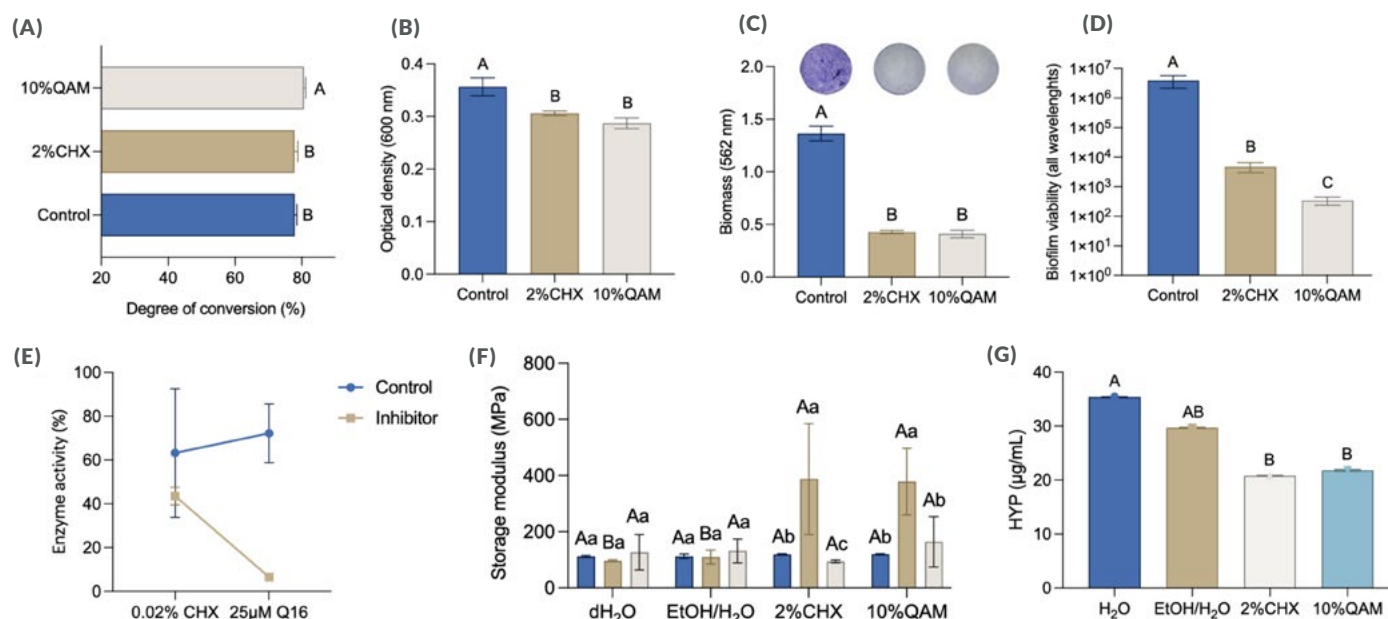 (A)
10%QAM
2%CHX
Control
A
B
B
20 40 60 80
Degree of conversion (%)
(B)
Optical density (600 nm)
0.4
0.3
0.2
0.1
0.0
A
B
B
Control 2%CHX 10%QAM
(C)
Biomass (562 nm)
2.0
1.5
1.0
0.5
0.0
A
B
B
Control 2%CHX 10%QAM
(D)
Biofilm viability (all wavelenghts)
1×10⁷
1×10⁶
1×10⁵
1×10⁴
1×10³
1×10²
1×10¹
1×10⁰
A
B
C
Control 2%CHX 10%QAM
(E)
Enzyme activity (%)
100
80
60
40
20
0
0.02% CHX 25µM Q16
Control
Inhibitor
(F)
Storage modulus (MPa)
800
600
400
200
0
Aa Ba Aa
Aa Ba Aa
Ab Aa Ac
Ab Aa Ab
dH₂O EtOH/H₂O 2%CHX 10%QAM
(G)
HYP (µg/mL)
40
30
20
10
0
A
AB
B
B
H₂O EtOH/H₂O 2%CHX 10%QAM